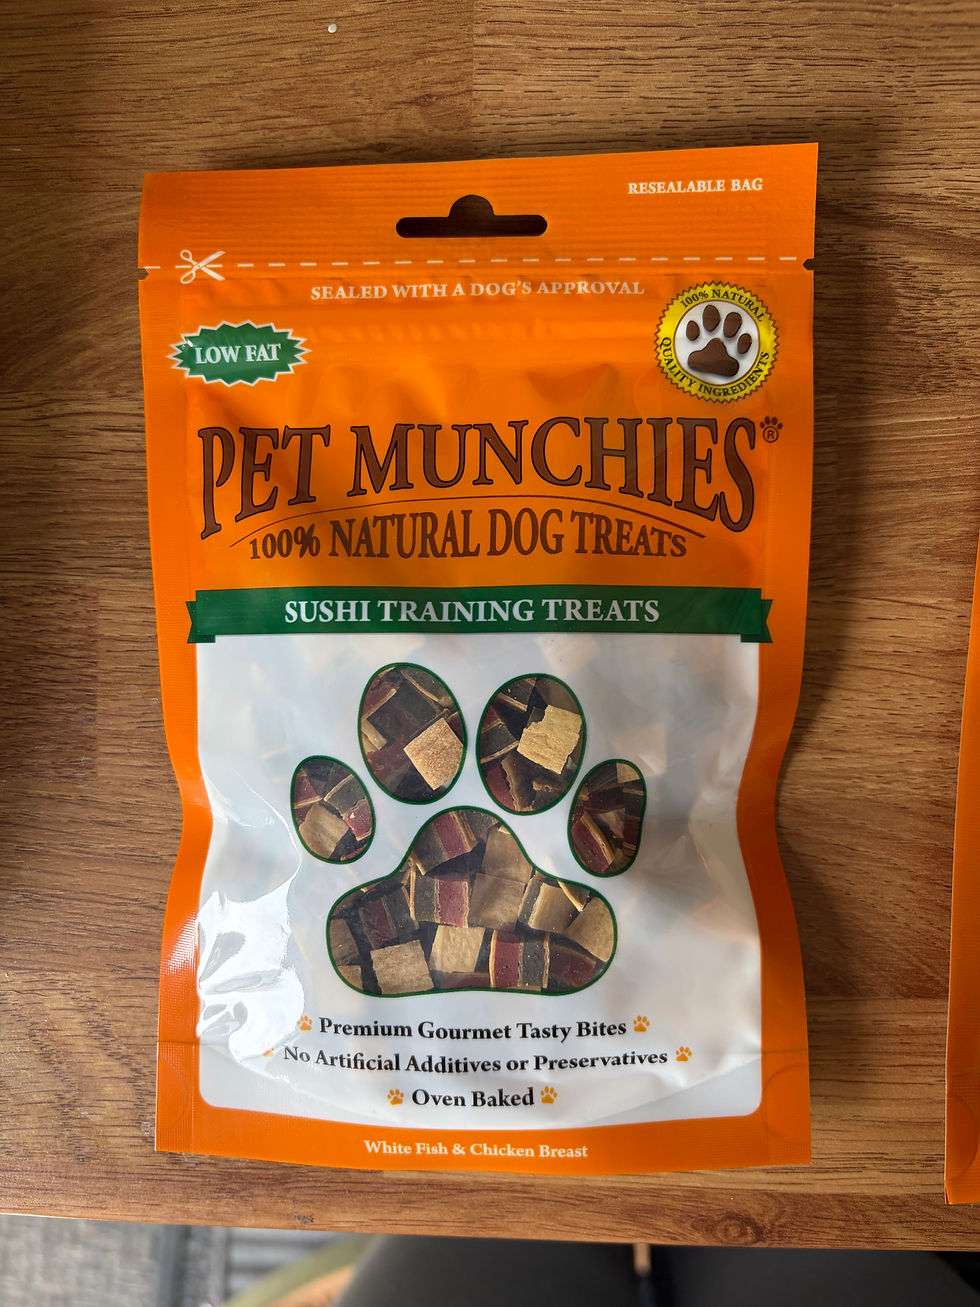 RESEALABLE BAG
SEALED WITH A DOG'S APPROVAL
LOW FAT
100% NATURAL
QUALITY INGREDIENTS
PET MUNCHIES®
100% NATURAL DOG TREATS
SUSHI TRAINING TREATS
Premium Gourmet Tasty Bites
No Artificial Additives or Preservatives
Oven Baked
White Fish & Chicken Breast